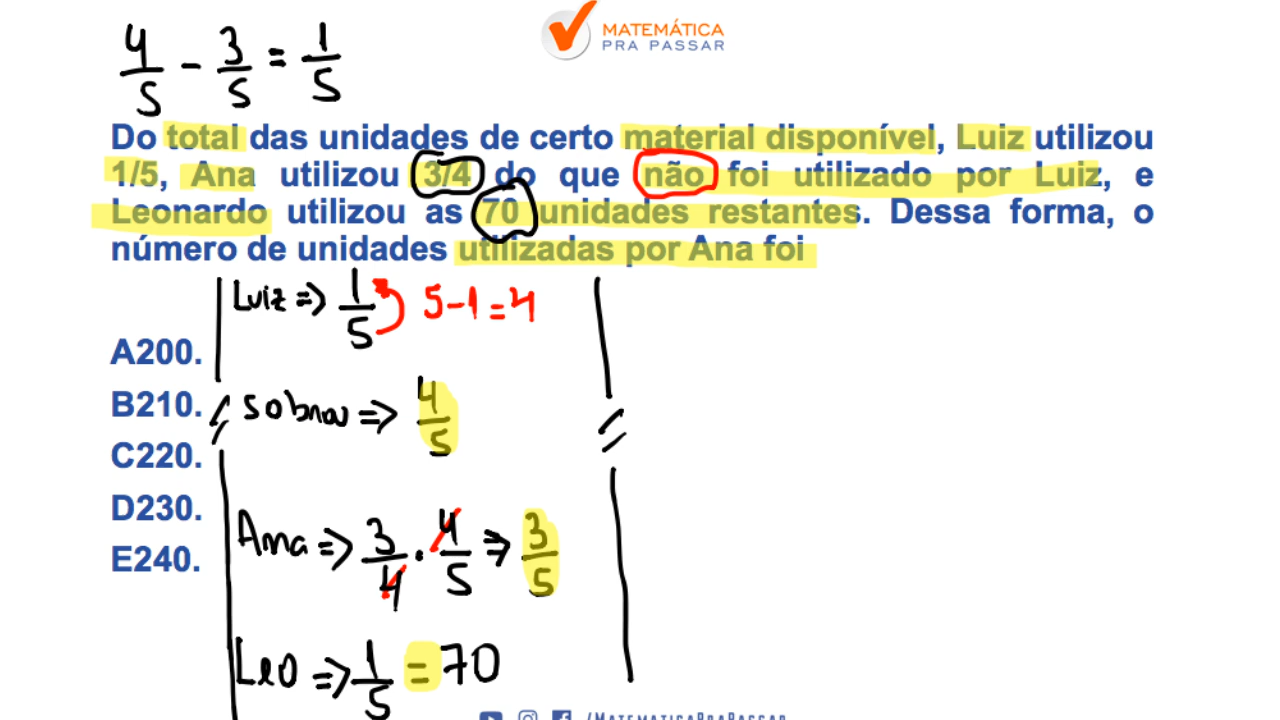 MATEMÁTICA
PRA PASSAR
4/5 - 3/5 = 1/5
Do total das unidades de certo material disponível, Luiz utilizou
1/5, Ana utilizou 3/4 do que não foi utilizado por Luiz, e
Leonardo utilizou as 70 unidades restantes. Dessa forma, o
número de unidades utilizadas por Ana foi
Luiz => 1/5 5-1=4
A200.
B210.
Sobrou => 4/5
C220.
D230.
Ana => 3/4 · 4/5 => 3/5
E240.
Leo => 1/5 = 70
/MatematicaPraPassar